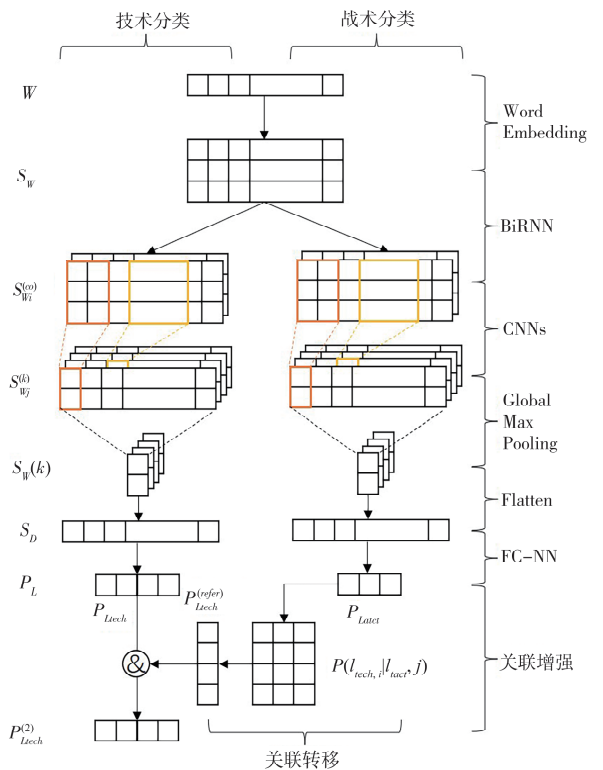 技术分类
战术分类
W
Word
Embedding
S_W
BiRNN
S_{Wi}^{(co)}
CNNs
S_{Wj}^{(k)}
Global
Max
Pooling
S_W(k)
Flatten
S_D
FC-NN
P_L
P_{Ltech}
P_{Ltech}^{(refer)}
P_{Latct}
&
P(l_{tech, i}|l_{tact}, j)
关联增强
P_{Ltech}^{(2)}
关联转移